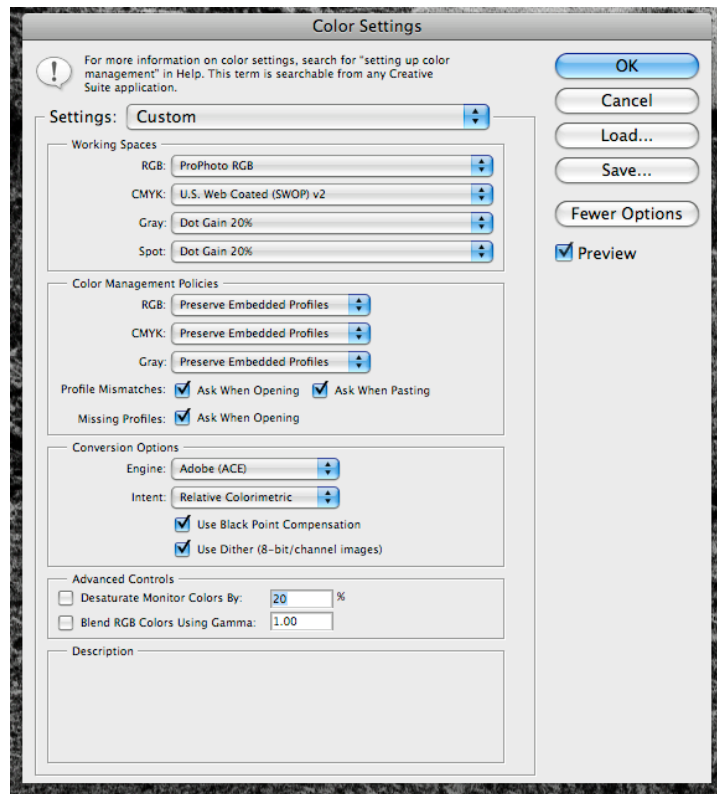 Color Settings
For more information on color settings, search for "setting up color
management" in Help. This term is searchable from any Creative
Suite application.
OK
Cancel
Load...
Save...
Fewer Options
Preview
Settings: Custom
Working Spaces
RGB: ProPhoto RGB
CMYK: U.S. Web Coated (SWOP) v2
Gray: Dot Gain 20%
Spot: Dot Gain 20%
Color Management Policies
RGB: Preserve Embedded Profiles
CMYK: Preserve Embedded Profiles
Gray: Preserve Embedded Profiles
Profile Mismatches: Ask When Opening Ask When Pasting
Missing Profiles: Ask When Opening
Conversion Options
Engine: Adobe (ACE)
Intent: Relative Colorimetric
Use Black Point Compensation
Use Dither (8-bit/channel images)
Advanced Controls
Desaturate Monitor Colors By: 20 %
Blend RGB Colors Using Gamma: 1.00
Description